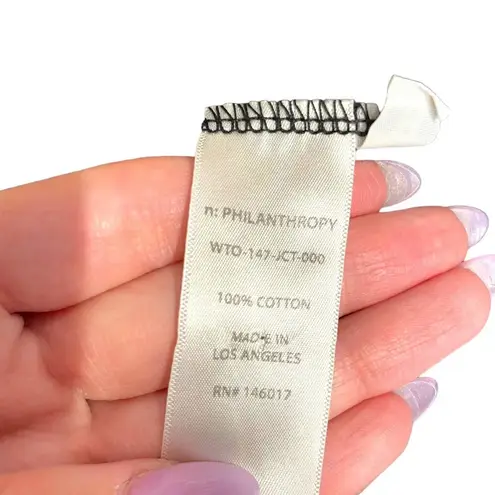 n: PHILANTHROPY
WTO-147-JCT-000
100% COTTON
MADE IN
LOS ANGELES
RN# 146017